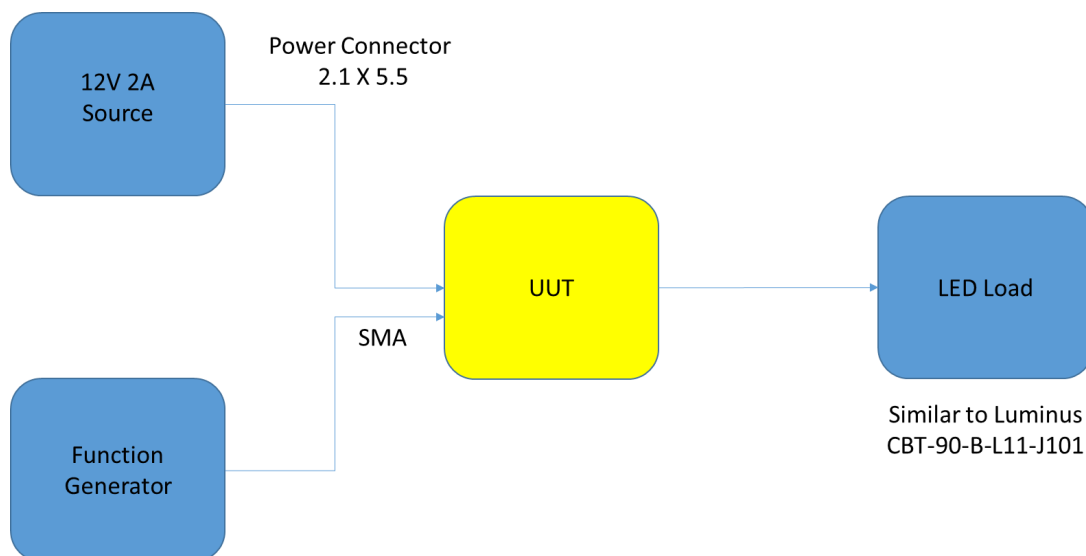 12V 2A
Source
Power Connector
2.1 X 5.5
UUT
LED Load
SMA
Similar to Luminus
CBT-90-B-L11-J101
Function
Generator